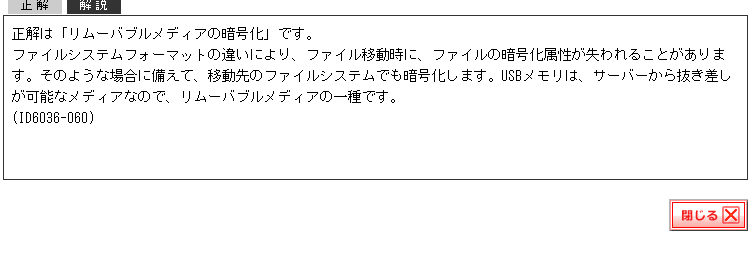 正解 解説
正解は「リムーバブルメディアの暗号化」です。
ファイルシステムフォーマットの違いにより、ファイル移動時に、ファイルの暗号化属性が失われることがありま
す。そのような場合に備えて、移動先のファイルシステムでも暗号化します。USBメモリは、サーバーから抜き差し
が可能なメディアなので、リムーバブルメディアの一種です。
(ID6036-060)
閉じる